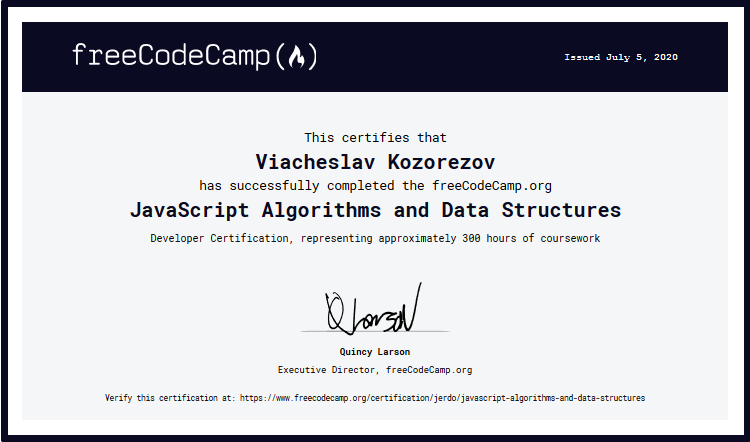 freeCodeCamp
Issued July 5, 2020
This certifies that
Viacheslav Kozorezov
has successfully completed the freeCodeCamp.org
JavaScript Algorithms and Data Structures
Developer Certification, representing approximately 300 hours of coursework
Q Larson
Quincy Larson
Executive Director, freeCodeCamp.org
Verify this certification at: https://www.freecodecamp.org/certification/jerdo/javascript-algorithms-and-data-structures